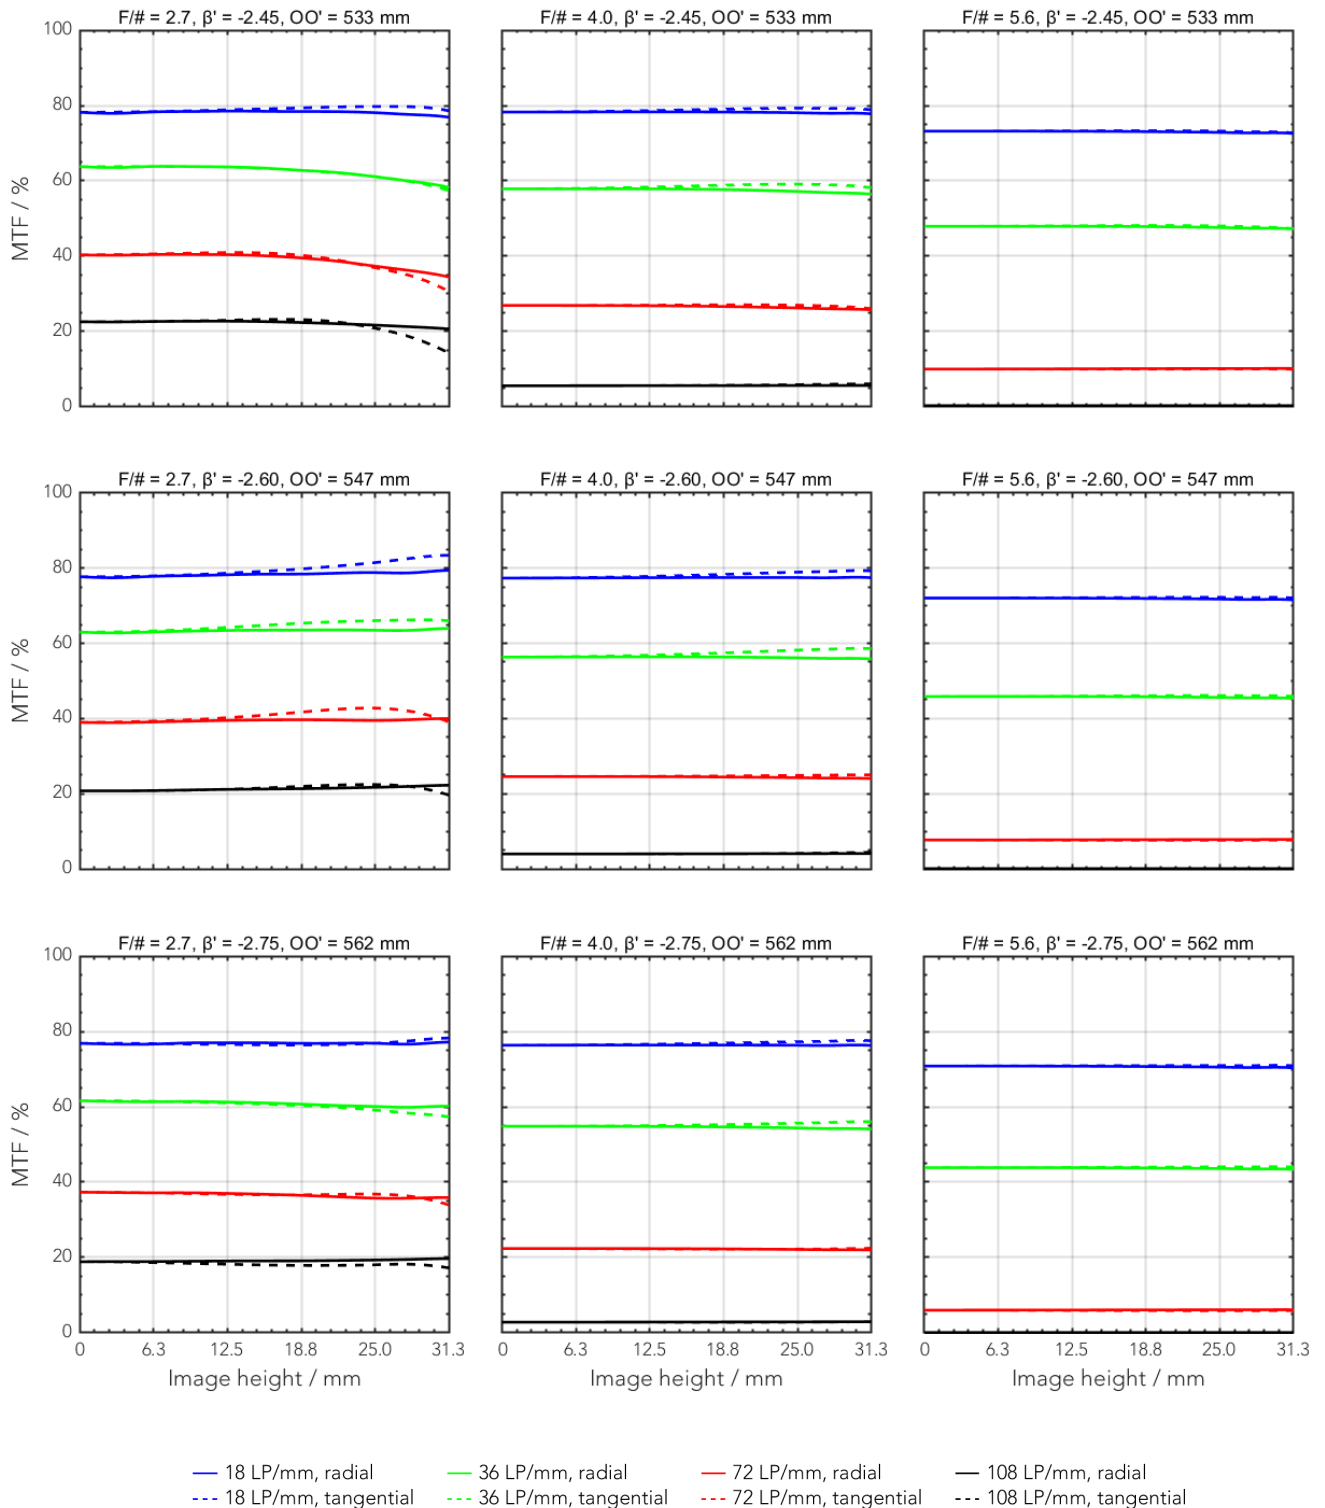 F/# = 2.7, β' = -2.45, OO' = 533 mm
F/# = 4.0, β' = -2.45, OO' = 533 mm
F/# = 5.6, β' = -2.45, OO' = 533 mm
100
80
60
40
20
0
MTF / %
F/# = 2.7, β' = -2.60, OO' = 547 mm
F/# = 4.0, β' = -2.60, OO' = 547 mm
F/# = 5.6, β' = -2.60, OO' = 547 mm
100
80
60
40
20
0
MTF / %
F/# = 2.7, β' = -2.75, OO' = 562 mm
F/# = 4.0, β' = -2.75, OO' = 562 mm
F/# = 5.6, β' = -2.75, OO' = 562 mm
100
80
60
40
20
0
MTF / %
0 6.3 12.5 18.8 25.0 31.3
0 6.3 12.5 18.8 25.0 31.3
0 6.3 12.5 18.8 25.0 31.3
Image height / mm
Image height / mm
Image height / mm
18 LP/mm, radial
36 LP/mm, radial
72 LP/mm, radial
108 LP/mm, radial
18 LP/mm, tangential
36 LP/mm, tangential
72 LP/mm, tangential
108 LP/mm, tangential